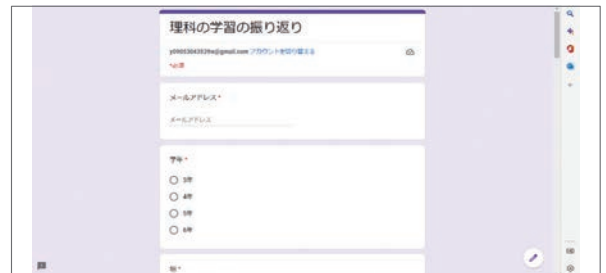 理科の学習の振り返り
アカウントを切り替える
*必須
メールアドレス *
メールアドレス
学年 *
3年
4年
5年
6年
組 *